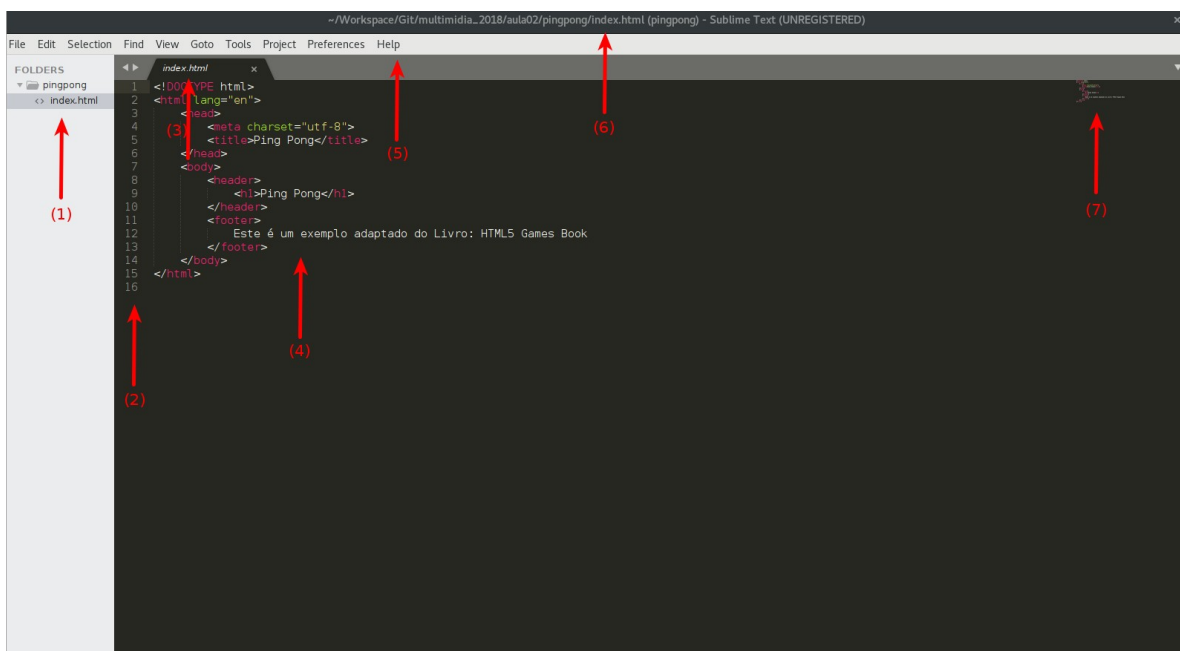 ~/Workspace/Git/multimidia_2018/aula02/pingpong/index.html (pingpong) - Sublime Text (UNREGISTERED) ×
File Edit Selection Find View Goto Tools Project Preferences Help
FOLDERS
pingpong
<> index.html
(1)
index.html ×
1 <!DOCTYPE html>
2 <html lang="en">
3 <head>
4 <meta charset="utf-8">
5 <title>Ping Pong</title>
6 </head>
7 <body>
8 <header>
9 <h1>Ping Pong</h1>
10 </header>
11 <footer>
12 Este é um exemplo adaptado do Livro: HTML5 Games Book
13 </footer>
14 </body>
15 </html>
16
(2)
(3)
(4)
(5)
(6)
(7)